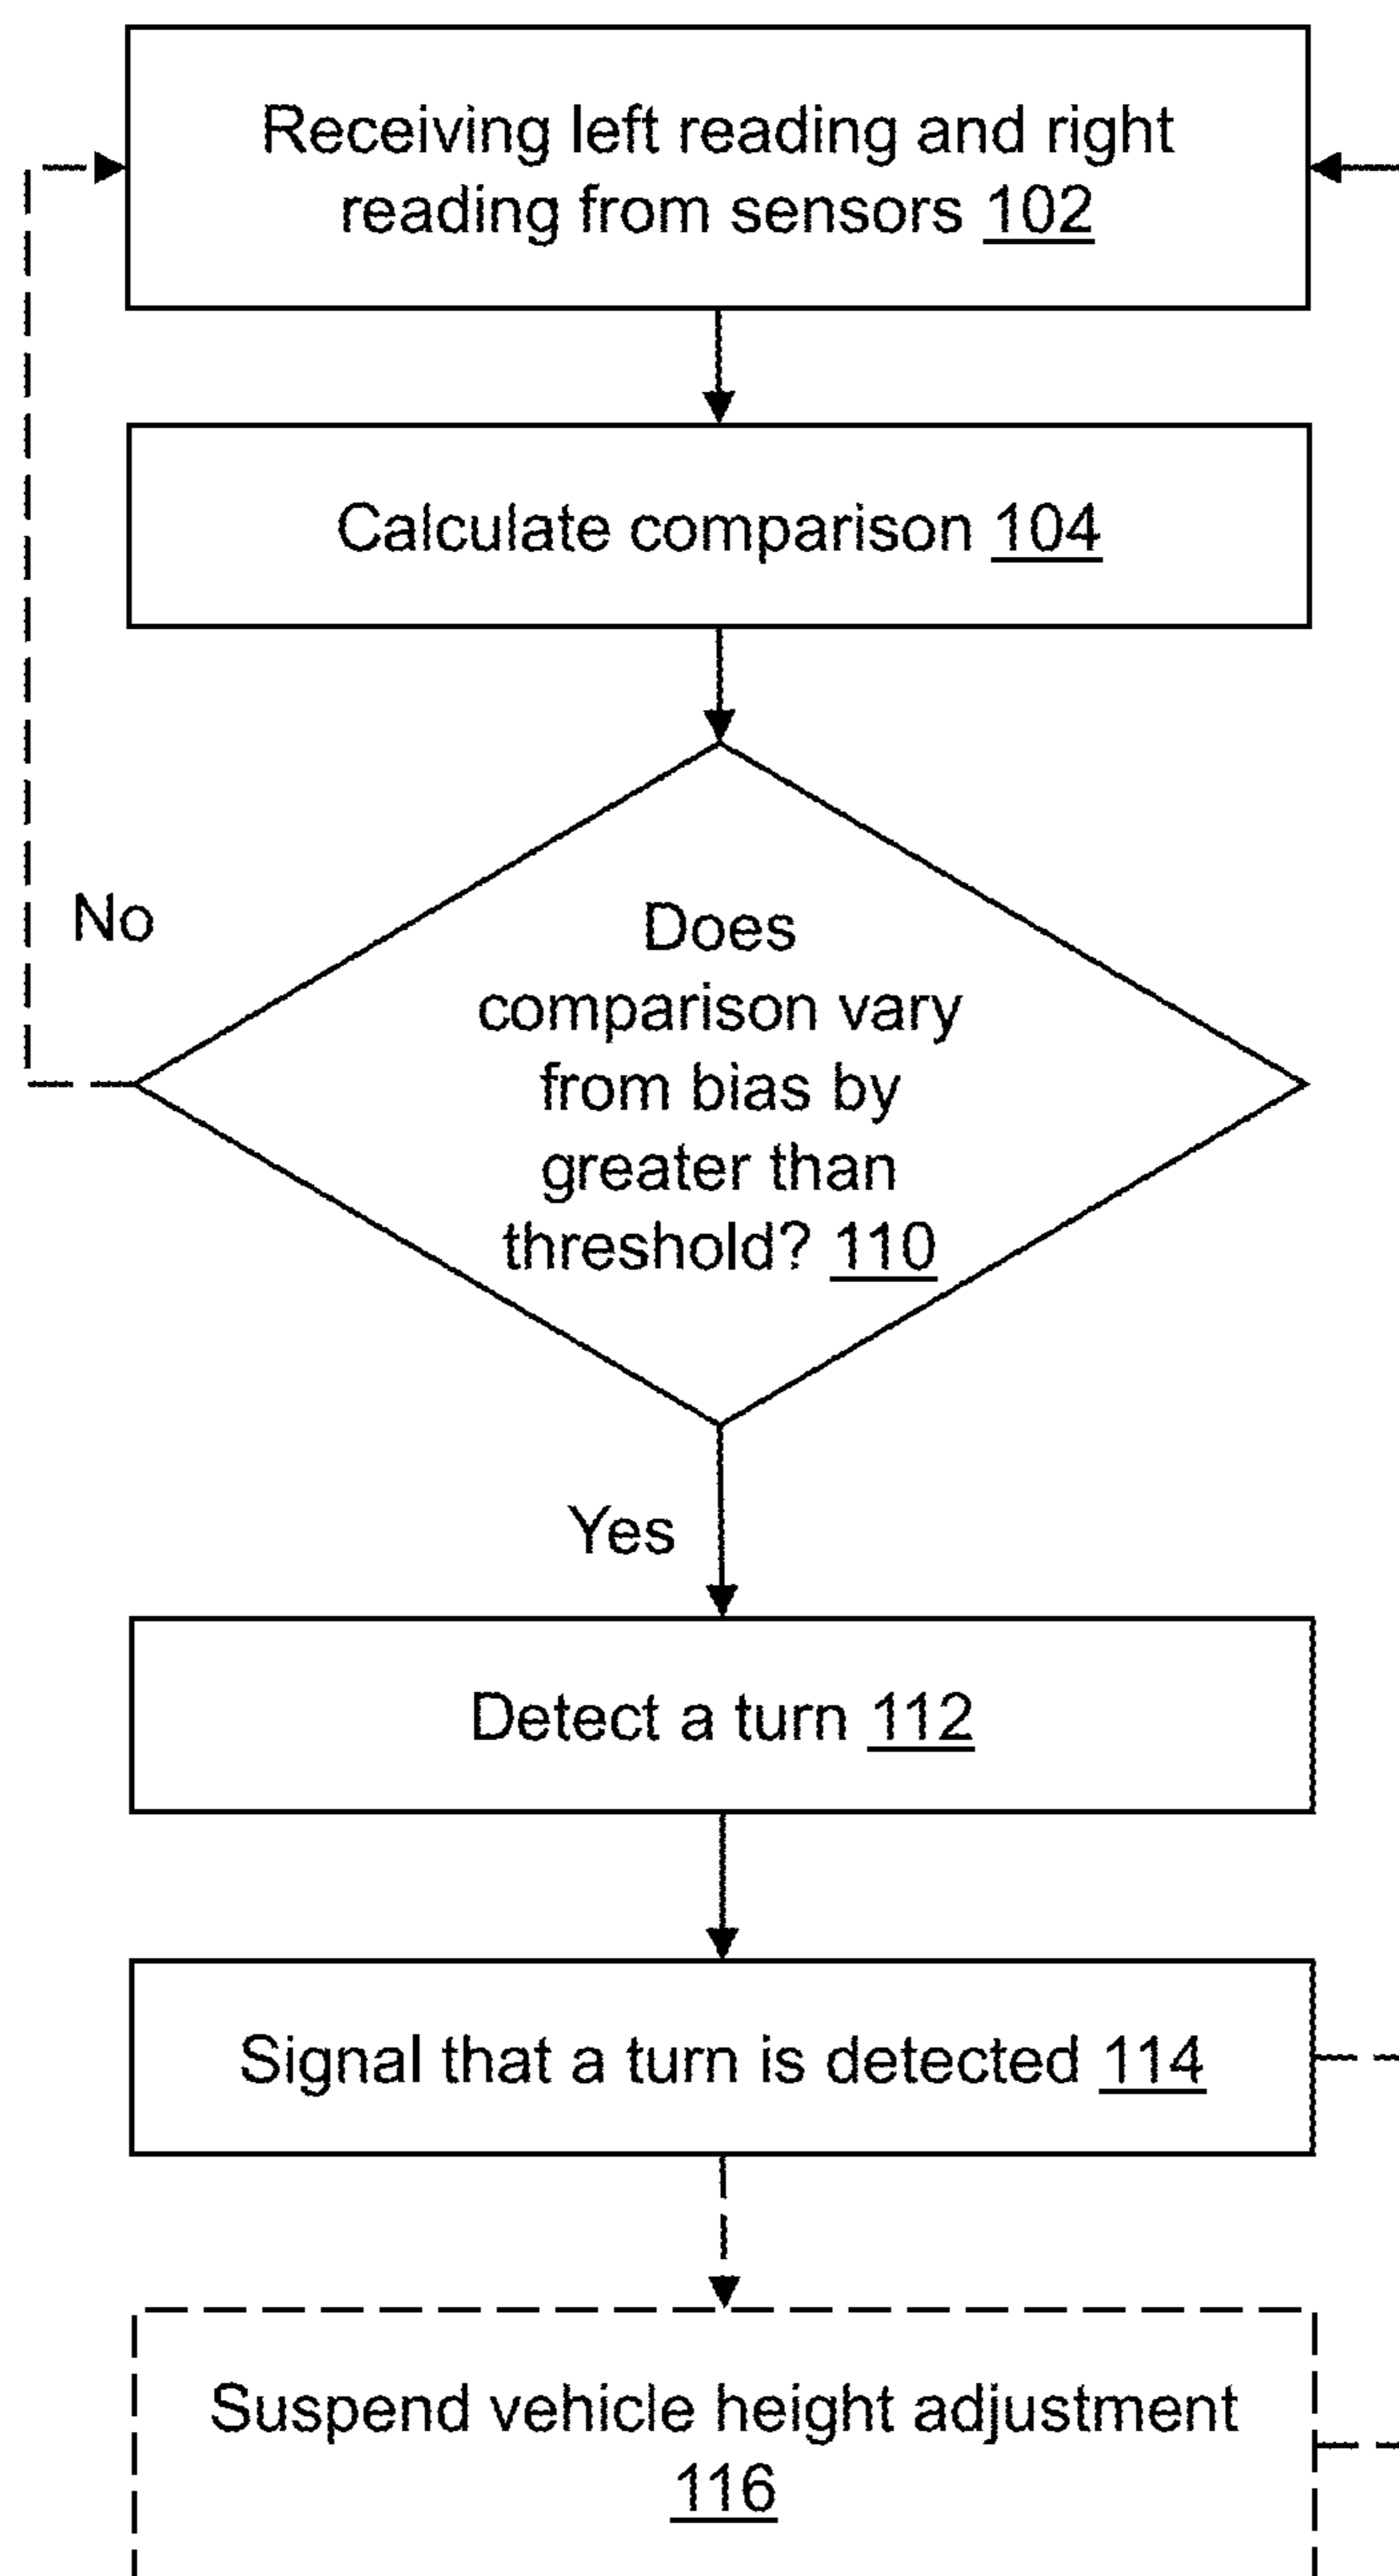 Receiving left reading and right
reading from sensors 102
Calculate comparison 104
No
Does
comparison vary
from bias by
greater than
threshold? 110
Yes
Detect a turn 112
Signal that a turn is detected 114
Suspend vehicle height adjustment
116